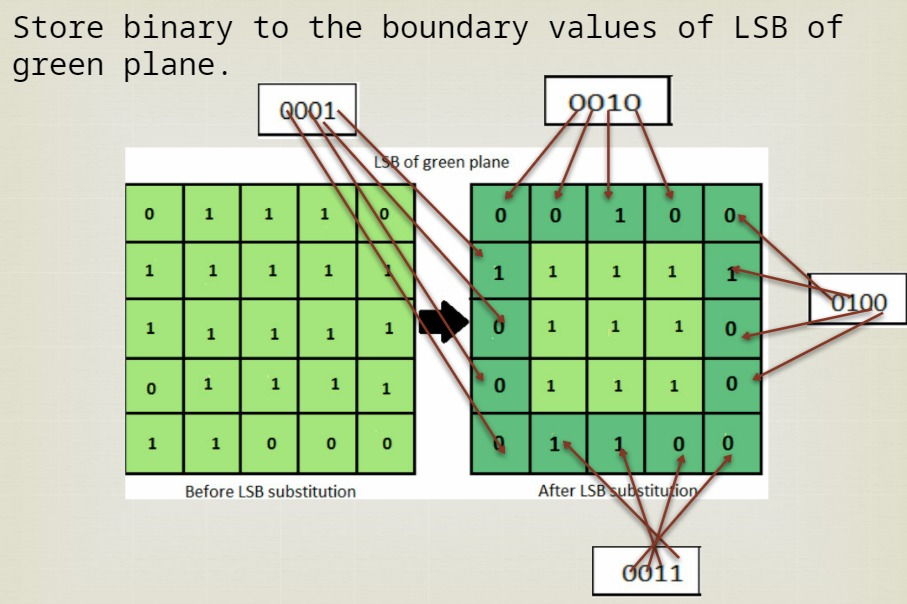 Store binary to the boundary values of LSB of
green plane.
0001
0010
LSB of green plane
0 1 1 1 0
1 1 1 1 1
1 1 1 1 1
0 1 1 1 1
1 1 0 0 0
Before LSB substitution
0 0 1 0 0
1 1 1 1 1
0 1 1 1 0
0 1 1 1 0
0 1 1 0 0
After LSB substitution
0100
0011